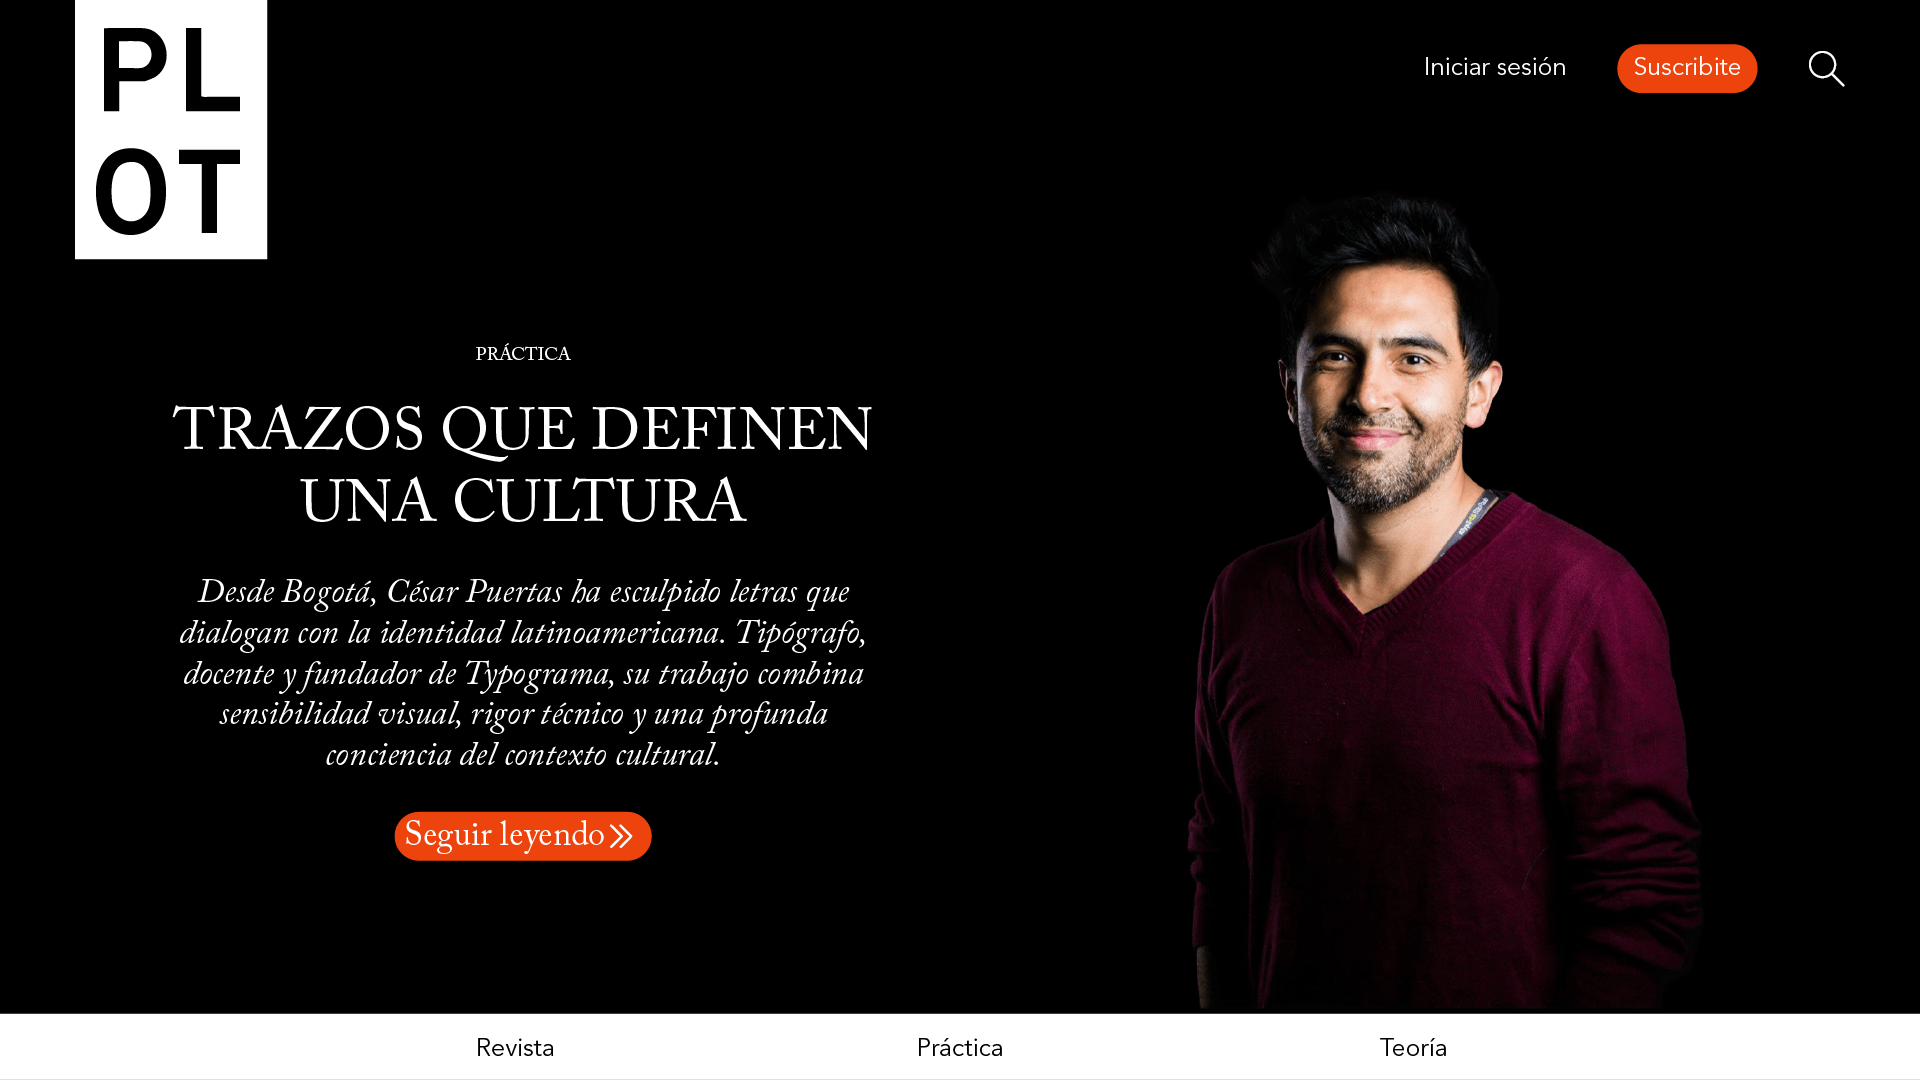 PL
OT
Iniciar sesión
Suscribite
PRÁCTICA
TRAZOS QUE DEFINEN
UNA CULTURA
Desde Bogotá, César Puertas ha esculpido letras que
dialogan con la identidad latinoamericana. Tipógrafo,
docente y fundador de Typograma, su trabajo combina
sensibilidad visual, rigor técnico y una profunda
conciencia del contexto cultural.
Seguir leyendo
Revista
Práctica
Teoría